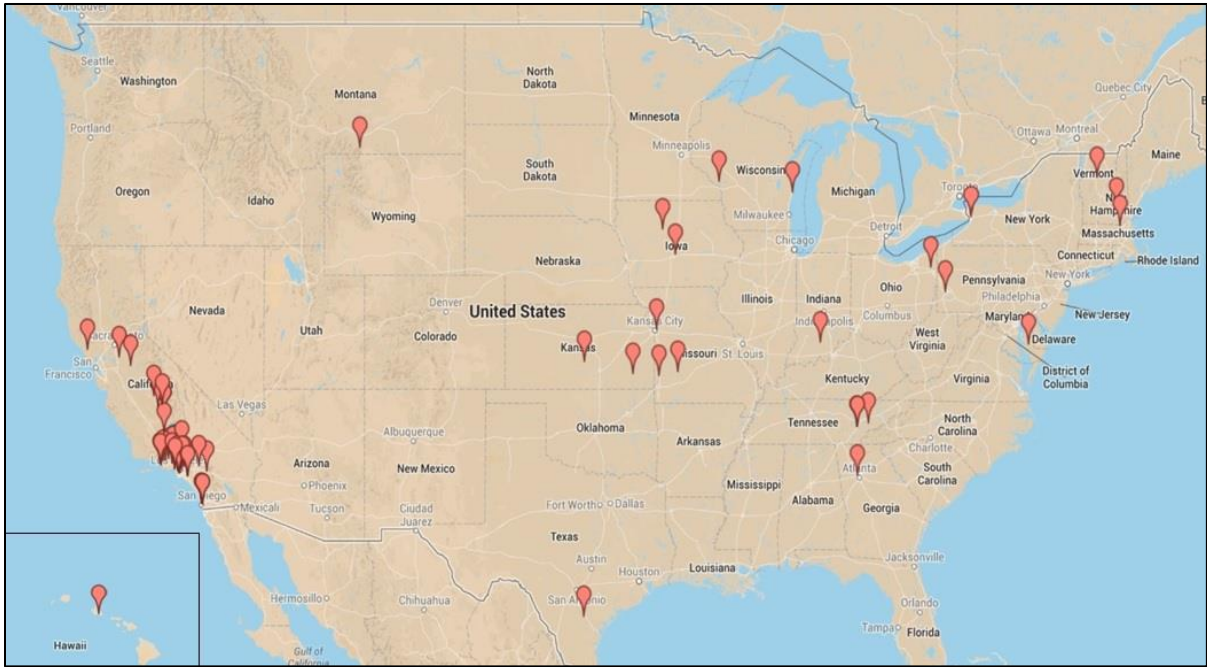 Vancouver
Seattle
Washington
Montana
North
Dakota
Minnesota
Quebec City
Ottawa
Montreal
Maine
Portland
Minneapolis
South
Dakota
Wisconsin
Michigan
Toronto
Vermont
Oregon
Idaho
Wyoming
Milwaukee
Detroit
New York
Hampshire
Massachusetts
Iowa
Chicago
Connecticut
Rhode Island
Nebraska
Nevada
Utah
Denver
Colorado
United States
Illinois
Indiana
Ohio
Columbus
Pennsylvania
New York
Philadelphia
Maryland
New Jersey
San
Francisco
Kansas City
Kansas
St. Louis
West
Virginia
Delaware
District of
Columbia
Las Vegas
Kentucky
Virginia
Albuquerque
Oklahoma
Tennessee
North
Carolina
Charlotte
Arizona
Phoenix
New Mexico
Arkansas
Atlanta
South
Carolina
San Diego
Mexicali
Tucson
Ciudad
Juarez
Fort Worth
Dallas
Mississippi
Alabama
Georgia
Texas
Austin
Houston
Louisiana
Jacksonville
Hermosillo
Chihuahua
San Antonio
Orlando
Tampa
Florida
Hawaii
Gulf of
California